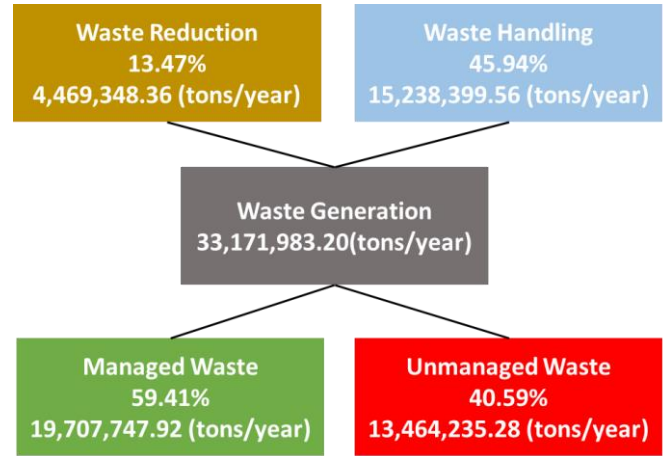 Waste Reduction
13.47%
4,469,348.36 (tons/year)
Waste Handling
45.94%
15,238,399.56 (tons/year)
Waste Generation
33,171,983.20(tons/year)
Managed Waste
59.41%
19,707,747.92 (tons/year)
Unmanaged Waste
40.59%
13,464,235.28 (tons/year)